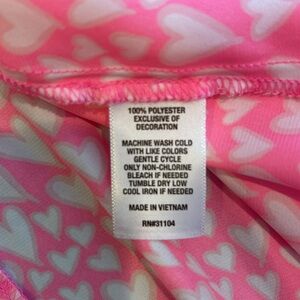 100% POLYESTER
EXCLUSIVE OF
DECORATION
MACHINE WASH COLD
WITH LIKE COLORS
GENTLE CYCLE
ONLY NON-CHLORINE
BLEACH IF NEEDED
TUMBLE DRY LOW
COOL IRON IF NEEDED
MADE IN VIETNAM
RN#31104